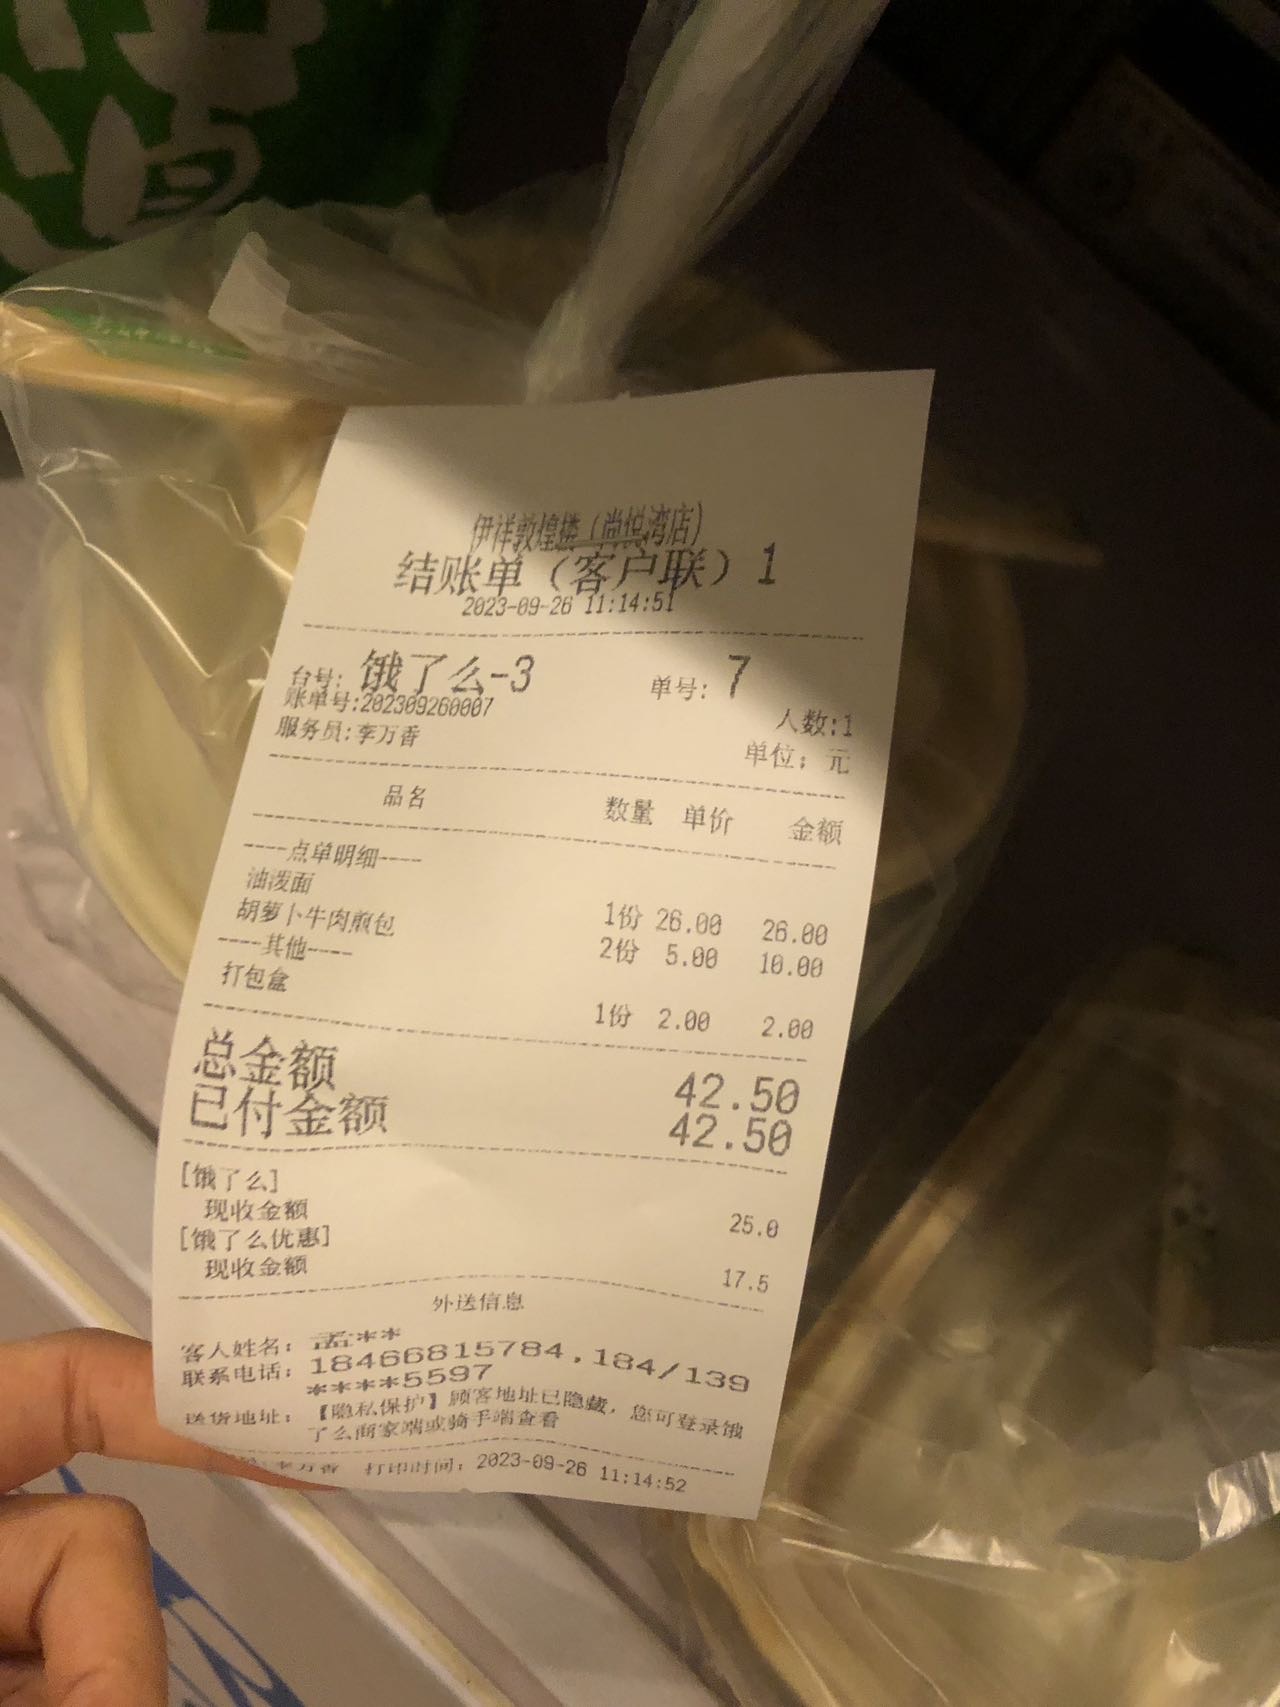 伊祥敦煌楼（尚悦湾店）
结账单（客户联）1
2023-09-26 11:14:51
台号: 饿了么-3 单号: 7
账单号:202309260007 人数:1
服务员:李万香 单位: 元
品名 数量 单价 金额
----点单明细----
油泼面 1份 26.00 26.00
胡萝卜牛肉煎包 2份 5.00 10.00
----其他----
打包盒 1份 2.00 2.00
总金额 42.50
已付金额 42.50
[饿了么]
现收金额 25.0
[饿了么优惠]
现收金额 17.5
外送信息
客人姓名: 孟**
联系电话: 18466815784,184/139
****5597
送货地址: 【隐私保护】顾客地址已隐藏，您可登录饿
了么商家端或骑手端查看
李万香 打印时间: 2023-09-26 11:14:52